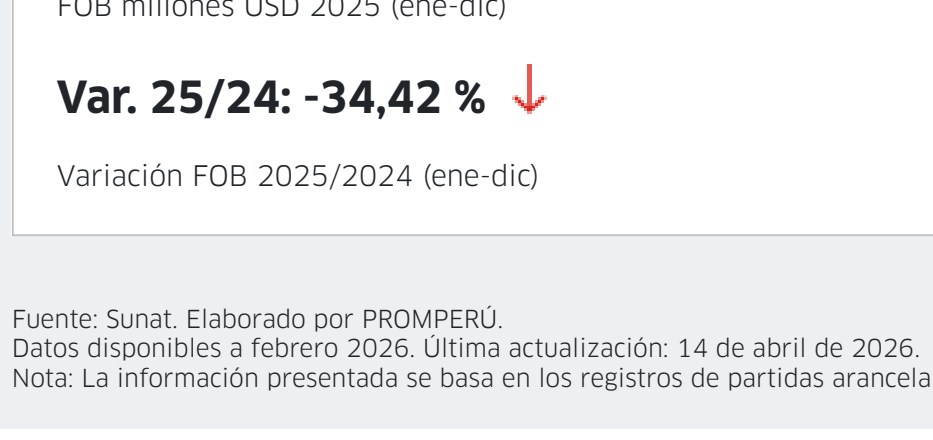 FOB millones USD 2025 (ene-dic)
Var. 25/24: -34,42 %
Variación FOB 2025/2024 (ene-dic)
Fuente: Sunat. Elaborado por PROMPERÚ.
Datos disponibles a febrero 2026. Última actualización: 14 de abril de 2026.
Nota: La información presentada se basa en los registros de partidas arancela